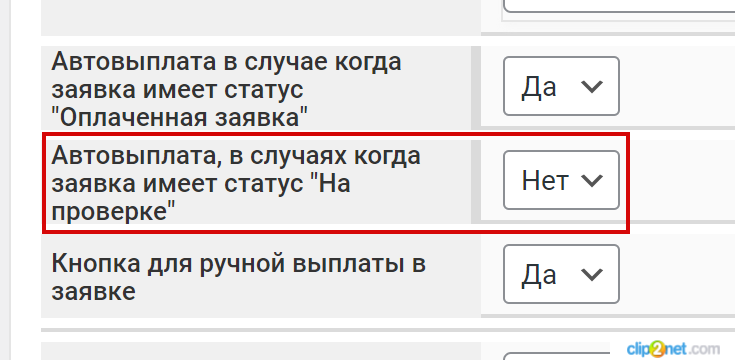 Автовыплата в случае когда
заявка имеет статус
"Оплаченная заявка"
Да
Автовыплата, в случаях когда
заявка имеет статус "На
проверке"
Нет
Кнопка для ручной выплаты в
заявке
Да
clip2net.com